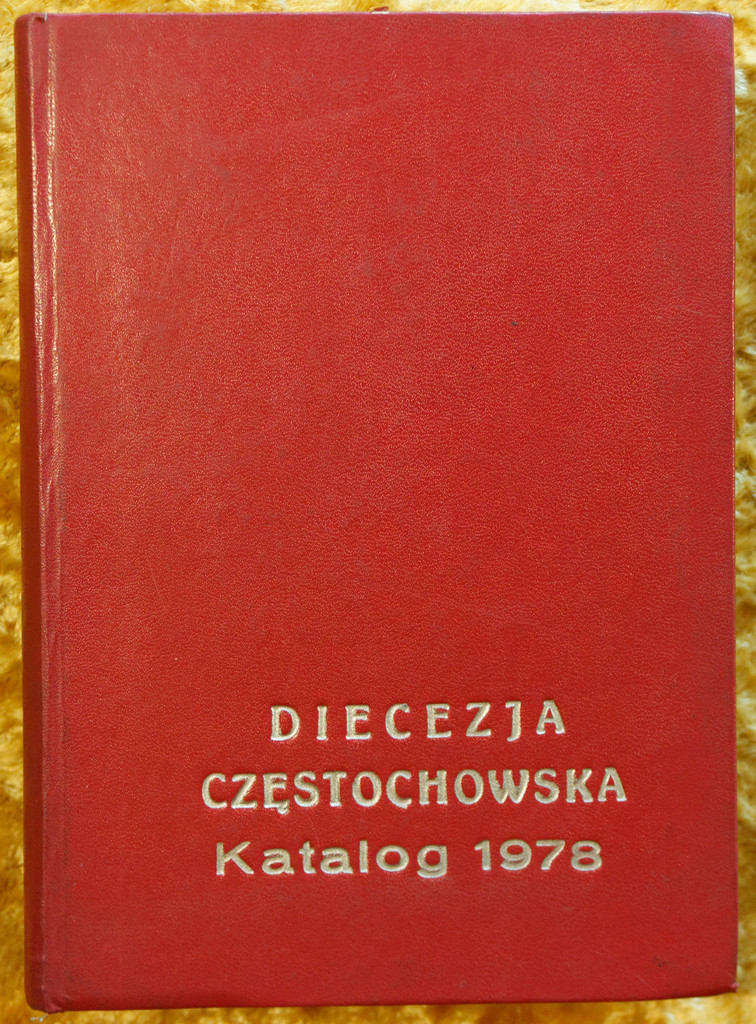 DIECEZJA
CZĘSTOCHOWSKA
Katalog 1978